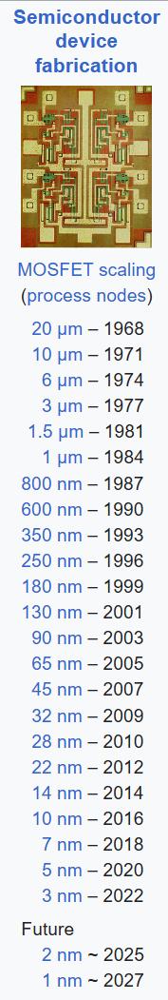 Semiconductor
device
fabrication
MOSFET scaling
(process nodes)
20 μm – 1968
10 μm – 1971
6 μm – 1974
3 μm – 1977
1.5 μm – 1981
1 μm – 1984
800 nm – 1987
600 nm – 1990
350 nm – 1993
250 nm – 1996
180 nm – 1999
130 nm – 2001
90 nm – 2003
65 nm – 2005
45 nm – 2007
32 nm – 2009
28 nm – 2010
22 nm – 2012
14 nm – 2014
10 nm – 2016
7 nm – 2018
5 nm – 2020
3 nm – 2022
Future
2 nm ~ 2025
1 nm ~ 2027